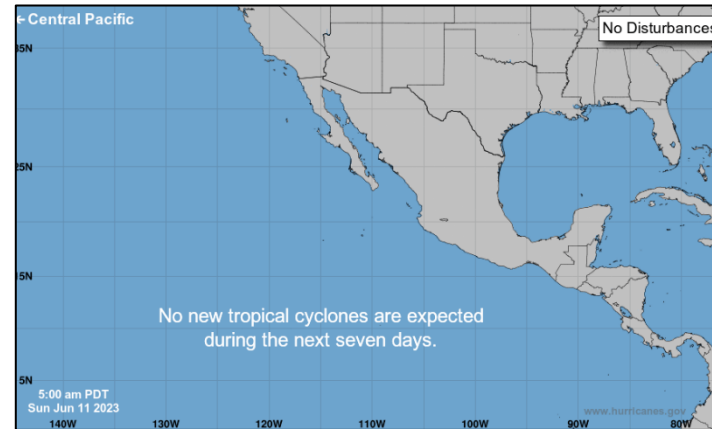 ← Central Pacific
No Disturbances
35N
25N
15N
No new tropical cyclones are expected
during the next seven days.
5N
5:00 am PDT
Sun Jun 11 2023
www.hurricanes.gov
140W 130W 120W 110W 100W 90W 80W